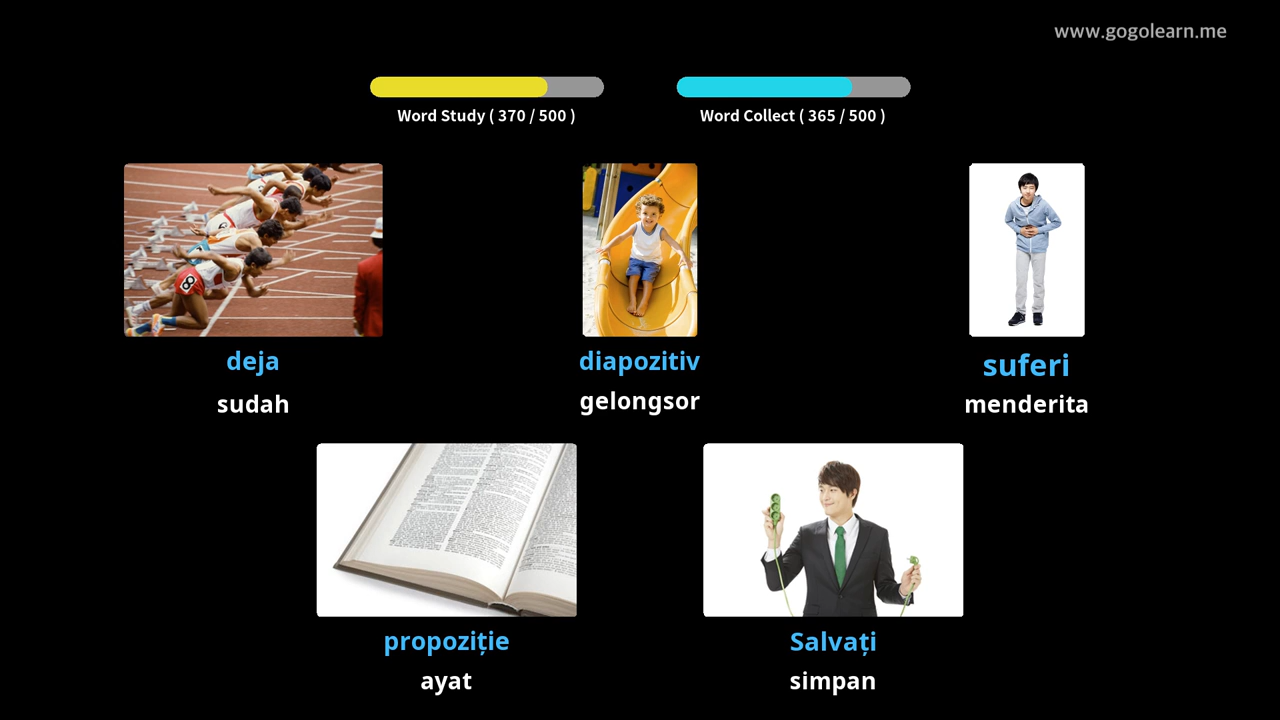 www.gogolearn.me
Word Study ( 370 / 500 )
Word Collect ( 365 / 500 )
deja
sudah
diapozitiv
gelongsor
suferi
menderita
propoziție
ayat
Salvați
simpan